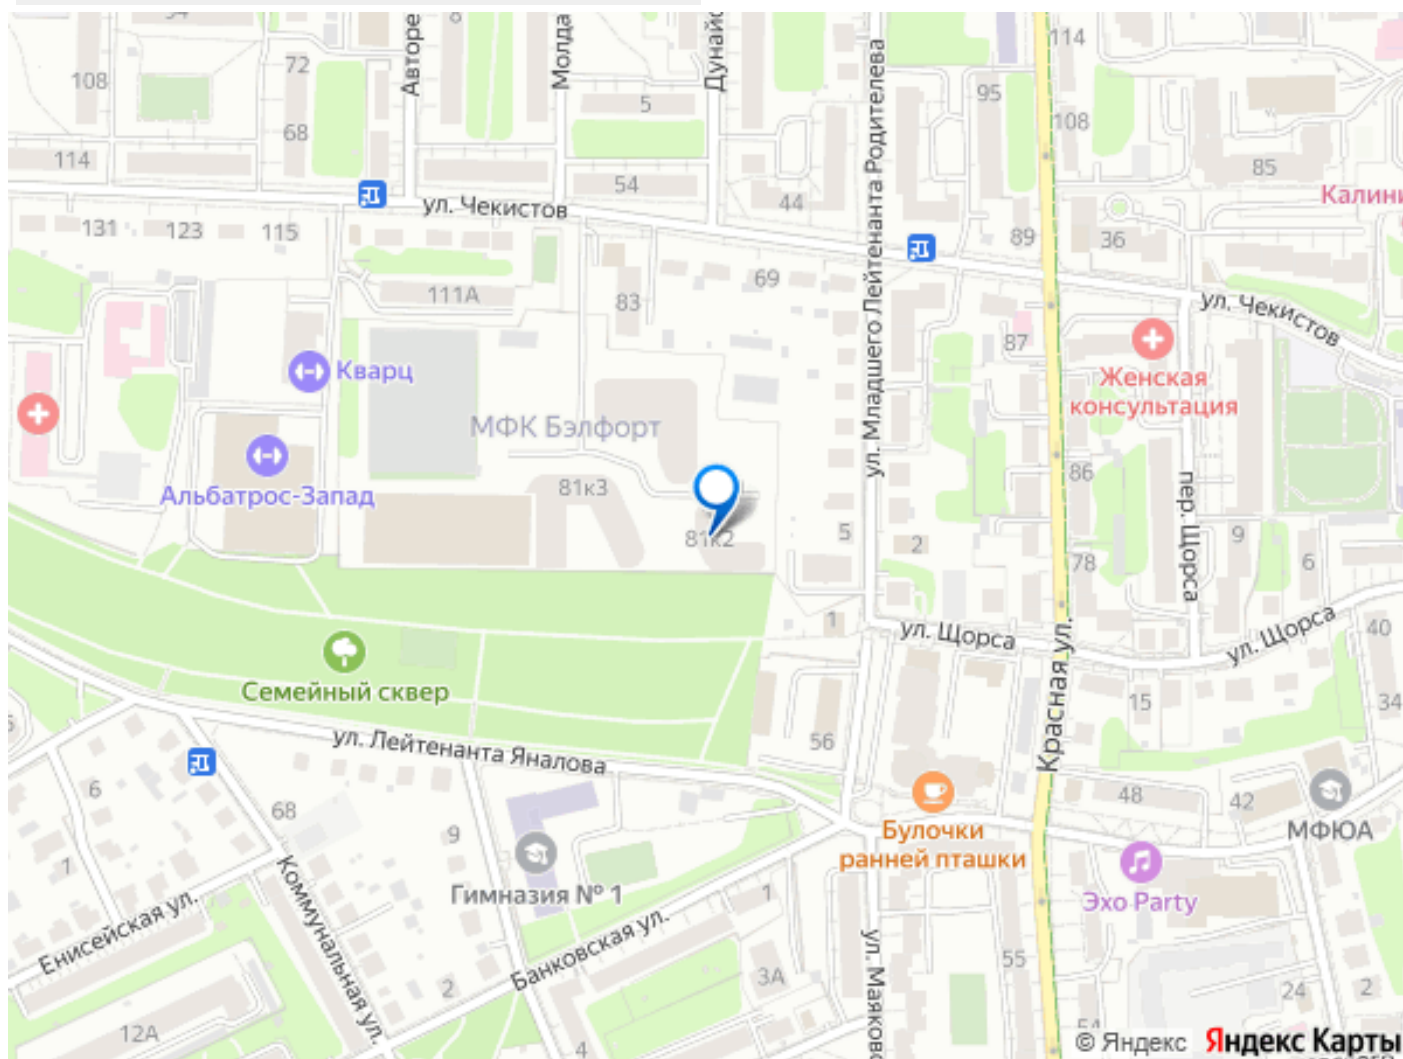 8
114
Авторе
Молда
Дунайс
ул. Младшего Лейтенанта Родителева
72
108
5
95
108
68
114
54
44
85
Калини
ул. Чекистов
131
123
115
89
36
69
111А
83
ул. Чекистов
87
Кварц
Женская
консультация
МФК Бэлфорт
Альбатрос-Запад
81к3
86
пер. Щорса
81к2
5
2
9
6
78
1
ул. Щорса
ул. Щорса
40
Красная ул.
Семейный сквер
15
34
56
ул. Лейтенанта Яналова
6
68
9
48
42
Булочки
ранней пташки
МФЮА
1
Коммунальная ул.
Гимназия № 1
1
Эхо Party
Енисейская ул.
Банковская ул.
ул. Маяковс
55
3А
2
24
2
12А
4
54
© Яндекс
Яндекс Карты